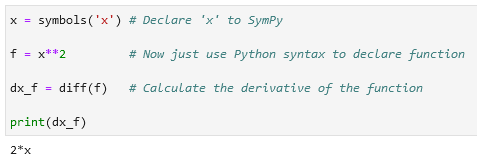 x = symbols('x') # Declare 'x' to SymPy
f = x**2         # Now just use Python syntax to declare function
dx_f = diff(f)   # Calculate the derivative of the function
print(dx_f)
2*x